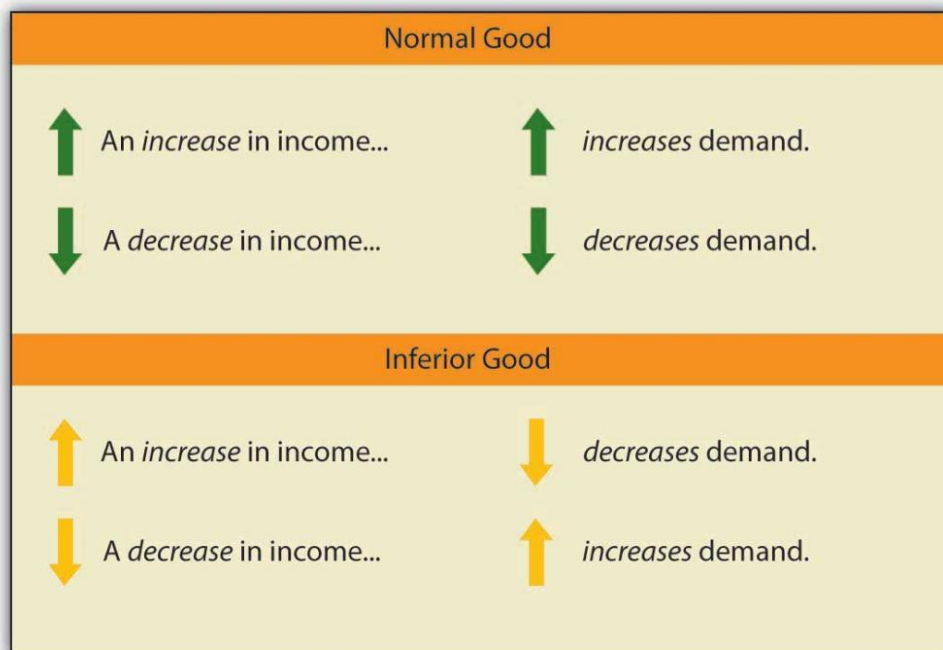 Normal Good
An increase in income... increases demand.
A decrease in income... decreases demand.
Inferior Good
An increase in income... decreases demand.
A decrease in income... increases demand.